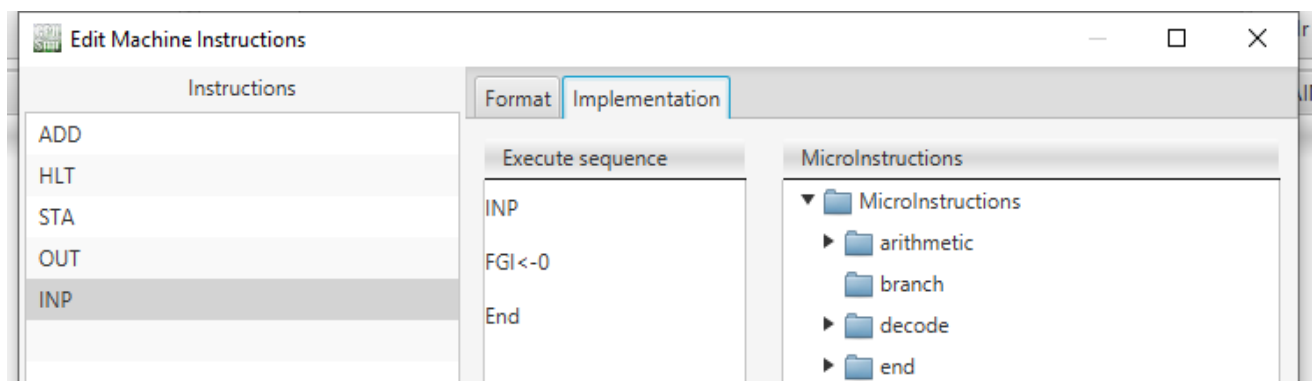 Edit Machine Instructions
Instructions
ADD
HLT
STA
OUT
INP
Format
Implementation
Execute sequence
INP
FGI<-0
End
MicroInstructions
MicroInstructions
arithmetic
branch
decode
end